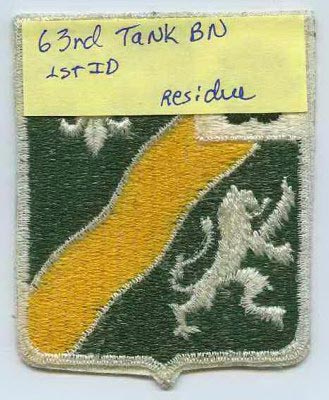 63rd TANK BN
1st ID
Residue